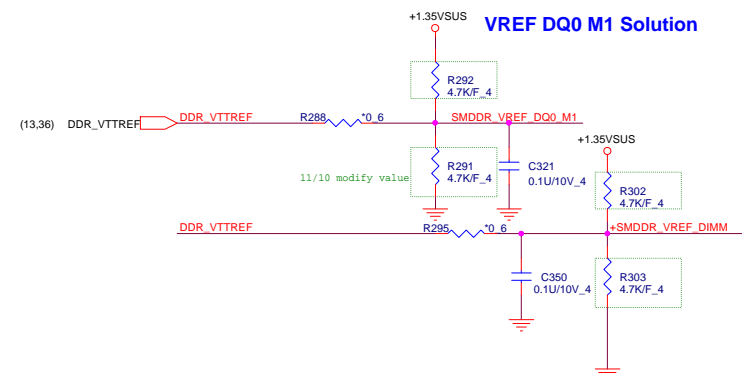 +1.35VSUS
VREF DQ0 M1 Solution
R292
4.7K/F_4
(13,36) DDR_VTTREF
DDR_VTTREF
R288
*0_6
SMDDR_VREF_DQ0_M1
+1.35VSUS
11/10 modify value
R291
4.7K/F_4
C321
0.1U/10V_4
R302
4.7K/F_4
DDR_VTTREF
R295
*0_6
+SMDDR_VREF_DIMM
C350
0.1U/10V_4
R303
4.7K/F_4